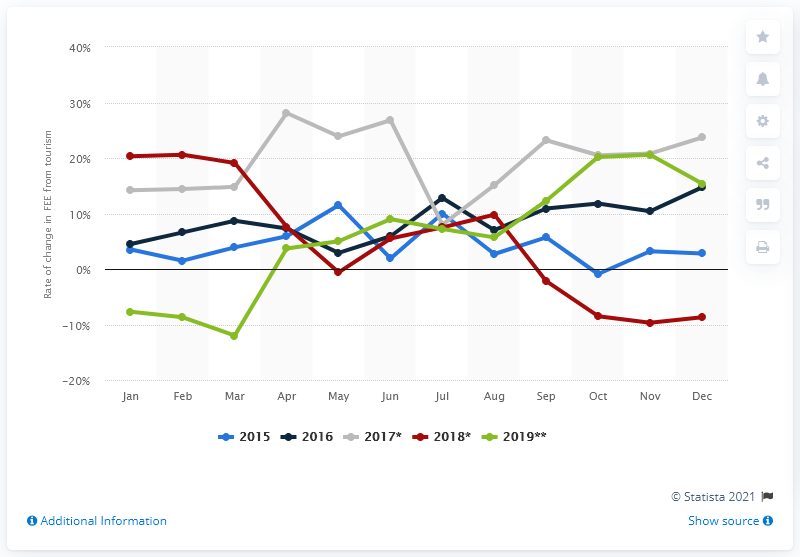 40%
30%
20%
10%
0%
-10%
-20%
Rate of change in FEE from tourism
Jan Feb Mar Apr May Jun Jul Aug Sep Oct Nov Dec
2015 2016 2017* 2018* 2019**
© Statista 2021
Additional Information
Show source